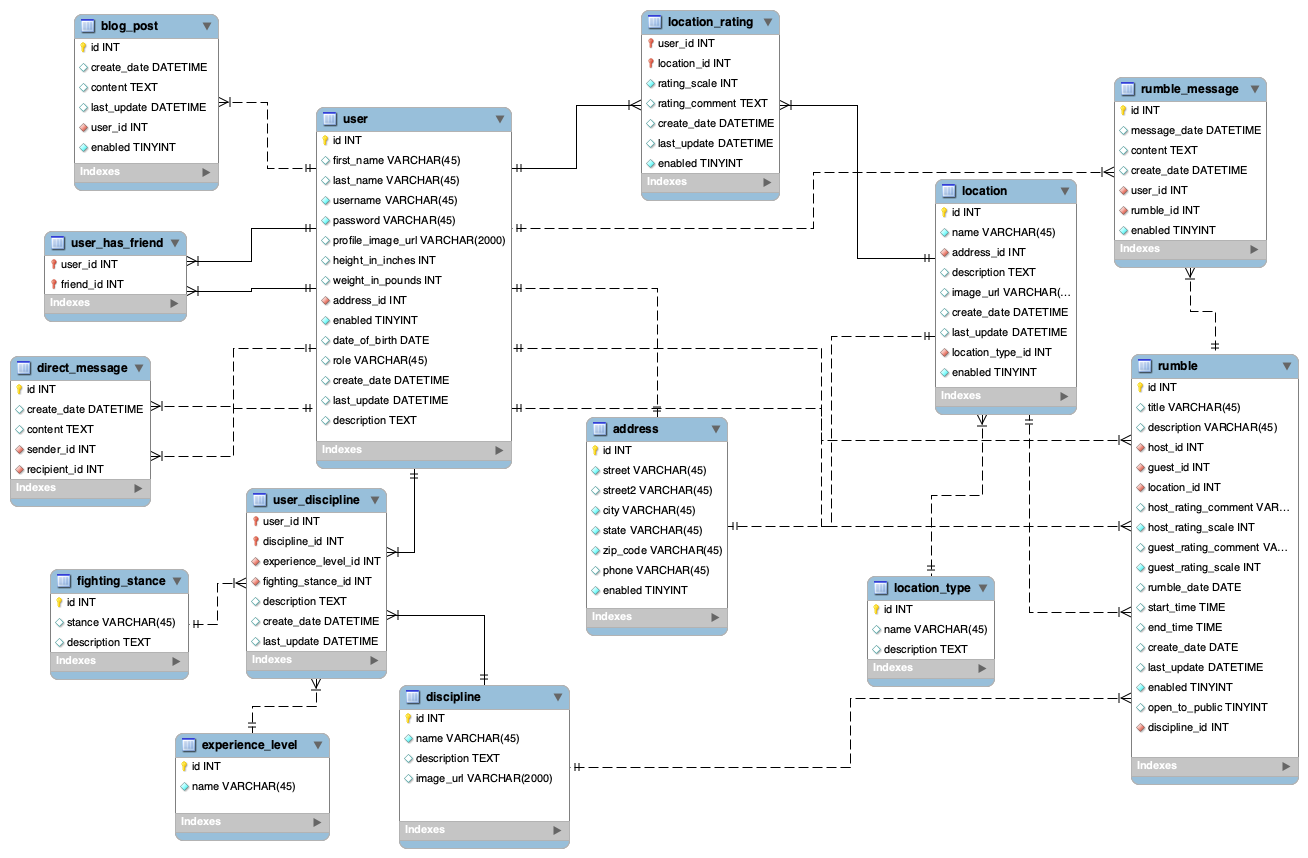 blog_post
id INT
create_date DATETIME
content TEXT
last_update DATETIME
user_id INT
enabled TINYINT
Indexes
user_has_friend
user_id INT
friend_id INT
Indexes
direct_message
id INT
create_date DATETIME
content TEXT
sender_id INT
recipient_id INT
Indexes
user
id INT
first_name VARCHAR(45)
last_name VARCHAR(45)
username VARCHAR(45)
password VARCHAR(45)
profile_image_url VARCHAR(2000)
height_in_inches INT
weight_in_pounds INT
address_id INT
enabled TINYINT
date_of_birth DATE
role VARCHAR(45)
create_date DATETIME
last_update DATETIME
description TEXT
Indexes
location_rating
user_id INT
location_id INT
rating_scale INT
rating_comment TEXT
create_date DATETIME
last_update DATETIME
enabled TINYINT
Indexes
location
id INT
name VARCHAR(45)
address_id INT
description TEXT
image_url VARCHAR(...
create_date DATETIME
last_update DATETIME
location_type_id INT
enabled TINYINT
Indexes
rumble_message
id INT
message_date DATETIME
content TEXT
create_date DATETIME
user_id INT
rumble_id INT
enabled TINYINT
Indexes
rumble
id INT
title VARCHAR(45)
description VARCHAR(45)
host_id INT
guest_id INT
location_id INT
host_rating_comment VAR...
host_rating_scale INT
guest_rating_comment VA...
guest_rating_scale INT
rumble_date DATE
start_time TIME
end_time TIME
create_date DATE
last_update DATETIME
enabled TINYINT
open_to_public TINYINT
discipline_id INT
Indexes
address
id INT
street VARCHAR(45)
street2 VARCHAR(45)
city VARCHAR(45)
state VARCHAR(45)
zip_code VARCHAR(45)
phone VARCHAR(45)
enabled TINYINT
Indexes
user_discipline
user_id INT
discipline_id INT
experience_level_id INT
fighting_stance_id INT
description TEXT
create_date DATETIME
last_update DATETIME
Indexes
fighting_stance
id INT
stance VARCHAR(45)
description TEXT
Indexes
location_type
id INT
name VARCHAR(45)
description TEXT
Indexes
discipline
id INT
name VARCHAR(45)
description TEXT
image_url VARCHAR(2000)
Indexes
experience_level
id INT
name VARCHAR(45)
Indexes